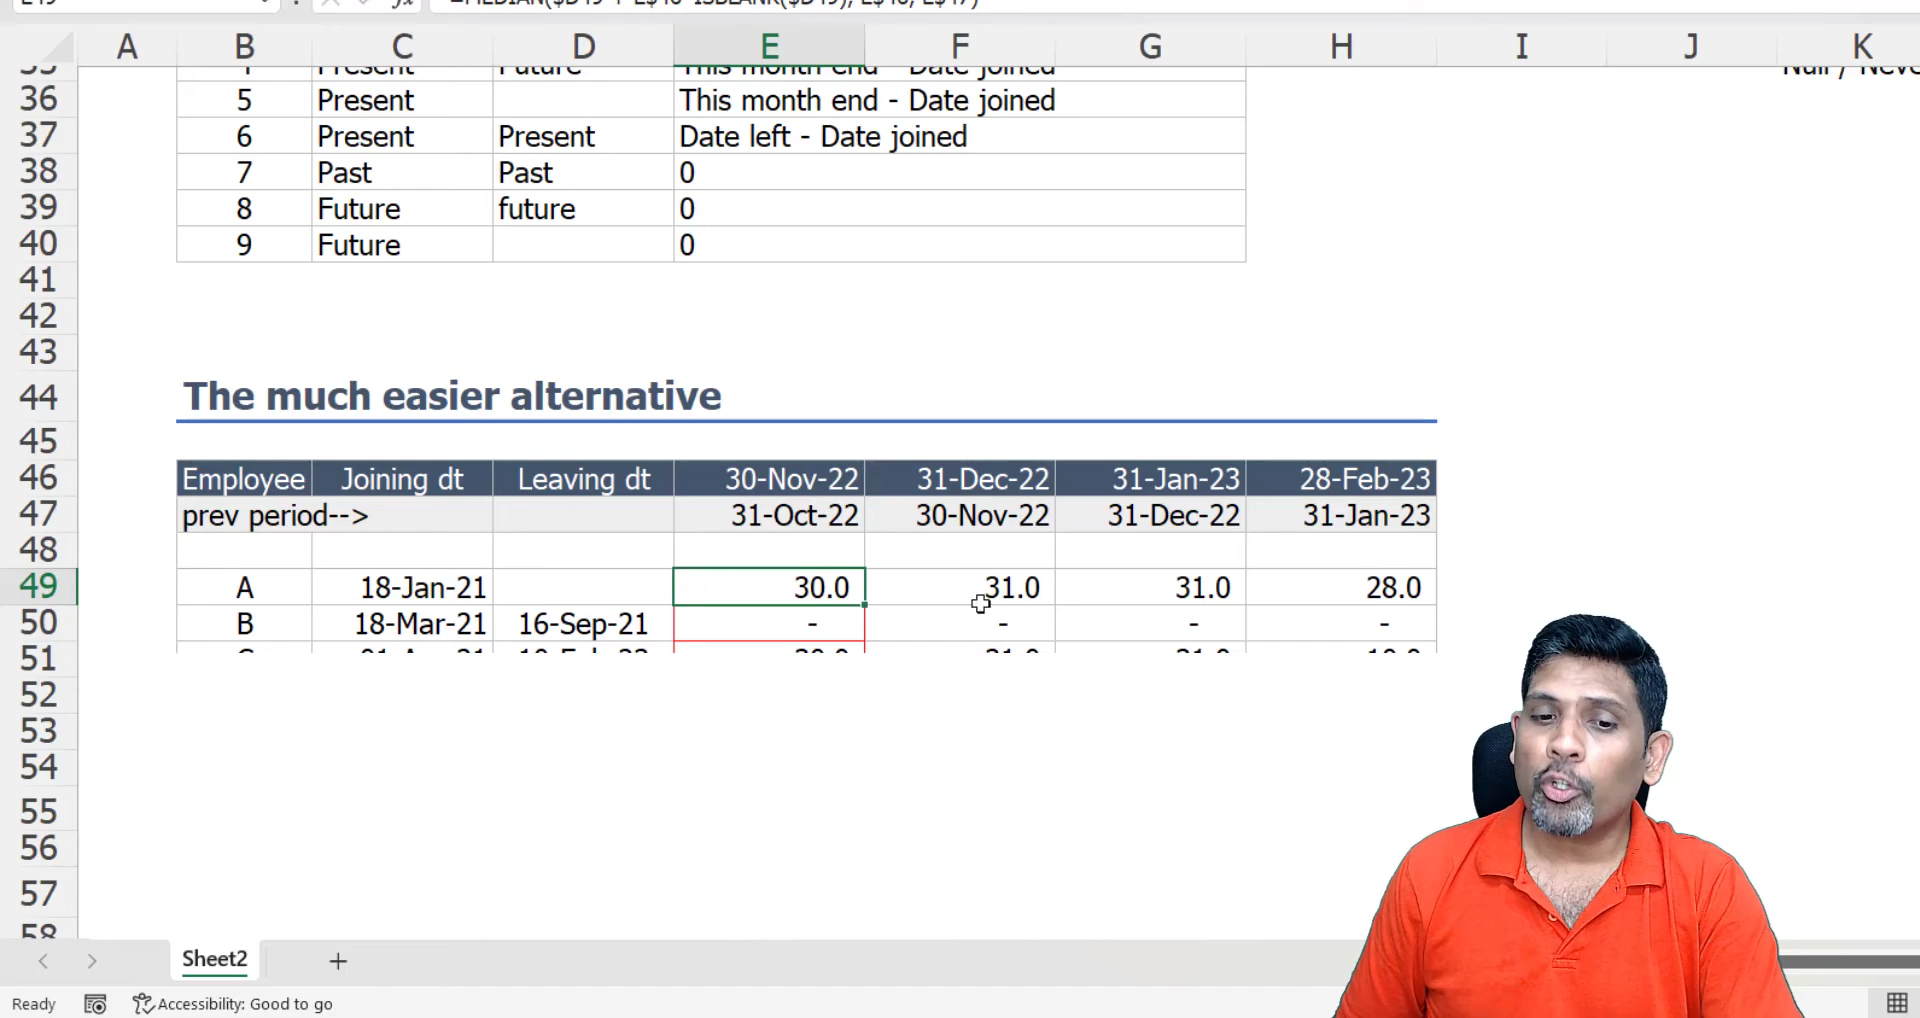 A B C D E F G H I J K
36 5 Present This month end - Date joined
37 6 Present Present Date left - Date joined
38 7 Past Past 0
39 8 Future future 0
40 9 Future 0
41
42
43
44 The much easier alternative
45
46 Employee Joining dt Leaving dt 30-Nov-22 31-Dec-22 31-Jan-23 28-Feb-23
47 prev period--> 31-Oct-22 30-Nov-22 31-Dec-22 31-Jan-23
48
49 A 18-Jan-21 30.0 31.0 31.0 28.0
50 B 18-Mar-21 16-Sep-21 - - - -
51
52
53
54
55
56
57
58
Sheet2
Ready Accessibility: Good to go